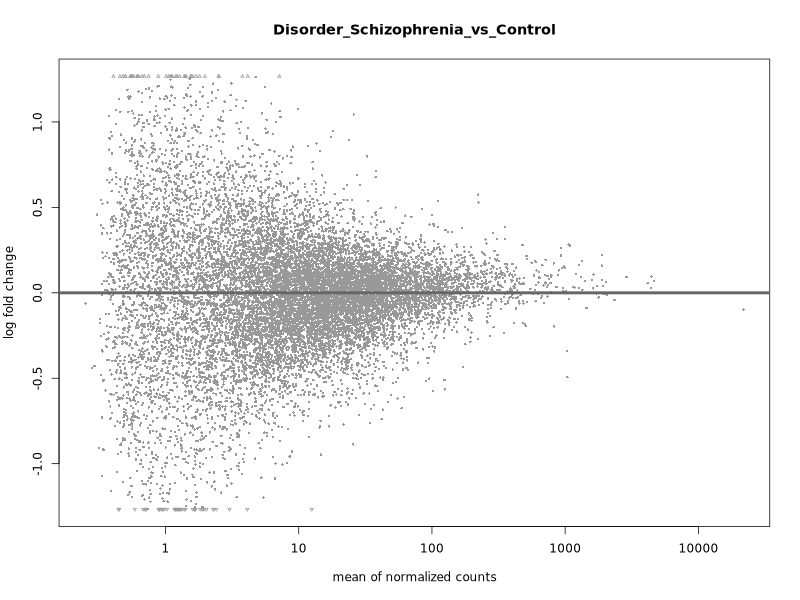 Disorder_Schizophrenia_vs_Control
1.0
0.5
0.0
-0.5
-1.0
log fold change
1 10 100 1000 10000
mean of normalized counts